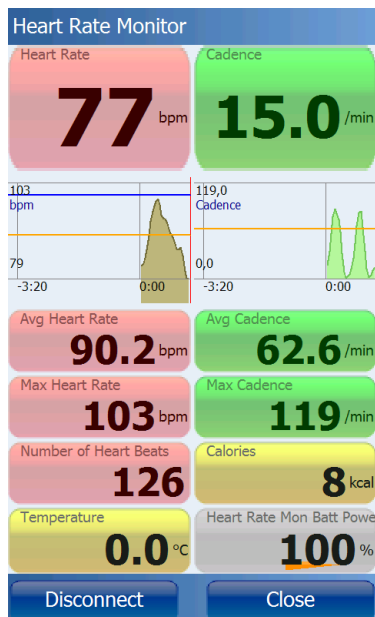 Heart Rate Monitor
Heart Rate Cadence
77 bpm 15.0 /min
103 119,0
bpm Cadence
79 0,0
-3:20 0:00 -3:20 0:00
Avg Heart Rate Avg Cadence
90.2 bpm 62.6 /min
Max Heart Rate Max Cadence
103 bpm 119 /min
Number of Heart Beats Calories
126 8 kcal
Temperature Heart Rate Mon Batt Powe
0.0 °C 100 %
Disconnect Close